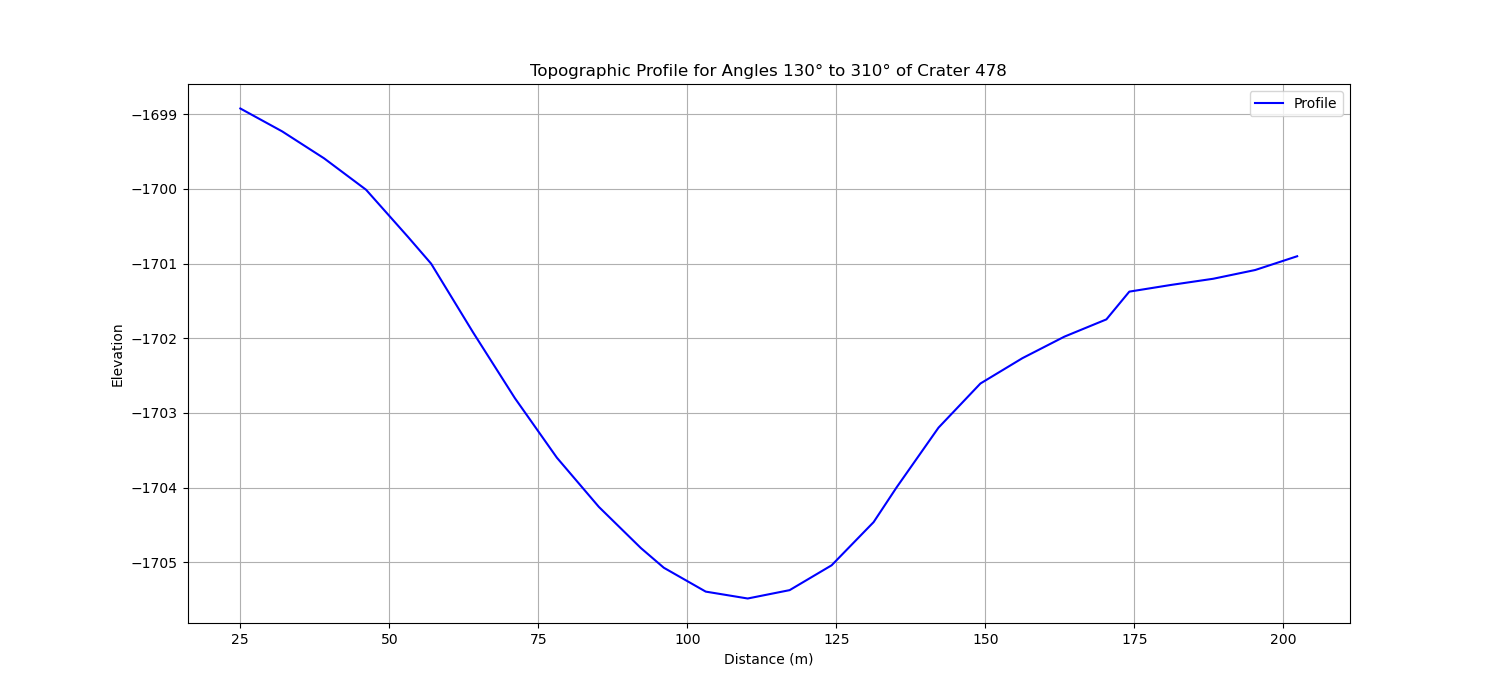 Topographic Profile for Angles 130° to 310° of Crater 478
Profile
−1699
−1700
−1701
−1702
−1703
−1704
−1705
Elevation
25 50 75 100 125 150 175 200
Distance (m)